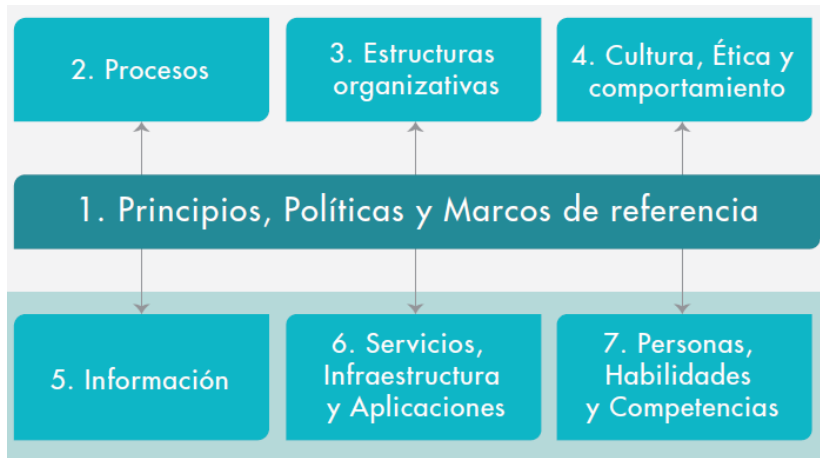 2. Procesos
3. Estructuras
organizativas
4. Cultura, Ética y
comportamiento
1. Principios, Políticas y Marcos de referencia
5. Información
6. Servicios,
Infraestructura
y Aplicaciones
7. Personas,
Habilidades
y Competencias